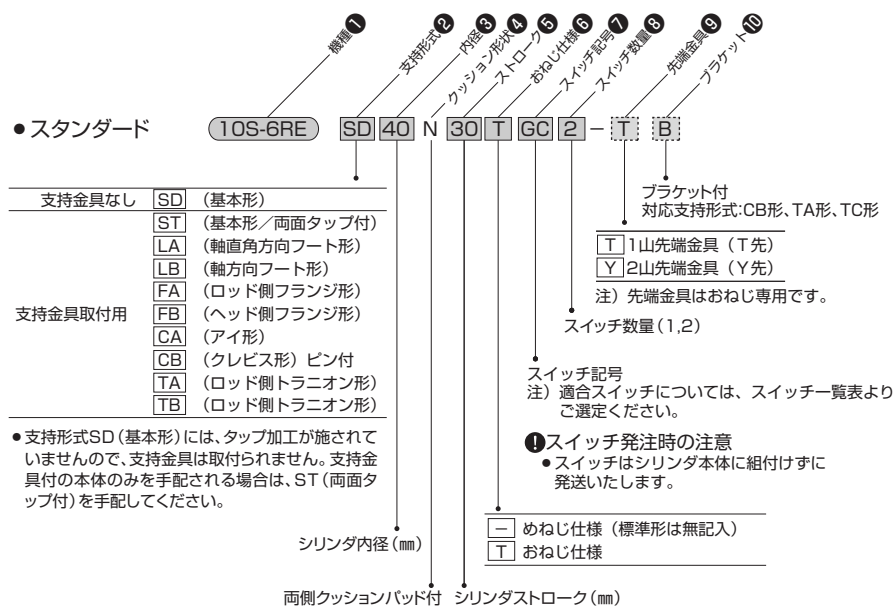 機種❶
支持形式❷
内径❸
クッション形状❹
ストローク❺
おねじ仕様❻
スイッチ記号❼
スイッチ数量❽
先端金具❾
ブラケット❿
●スタンダード 10S-6RE SD 40 N 30 T GC 2 － T B
支持金具なし SD （基本形）
支持金具取付用
ST （基本形／両面タップ付）
LA （軸直角方向フート形）
LB （軸方向フート形）
FA （ロッド側フランジ形）
FB （ヘッド側フランジ形）
CA （アイ形）
CB （クレビス形）ピン付
TA （ロッド側トラニオン形）
TB （ロッド側トラニオン形）
●支持形式SD（基本形）には、タップ加工が施されて
いませんので、支持金具は取付られません。支持金
具付の本体のみを手配される場合は、ST（両面タ
ップ付）を手配してください。
ブラケット付
対応支持形式:CB形、TA形、TC形
T 1山先端金具（T先）
Y 2山先端金具（Y先）
注）先端金具はおねじ専用です。
スイッチ数量(1,2)
スイッチ記号
注）適合スイッチについては、スイッチ一覧表より
ご選定ください。
!スイッチ発注時の注意
●スイッチはシリンダ本体に組付けずに
発送いたします。
－ めねじ仕様（標準形は無記入）
T おねじ仕様
シリンダ内径(㎜)
両側クッションパッド付 シリンダストローク(㎜)